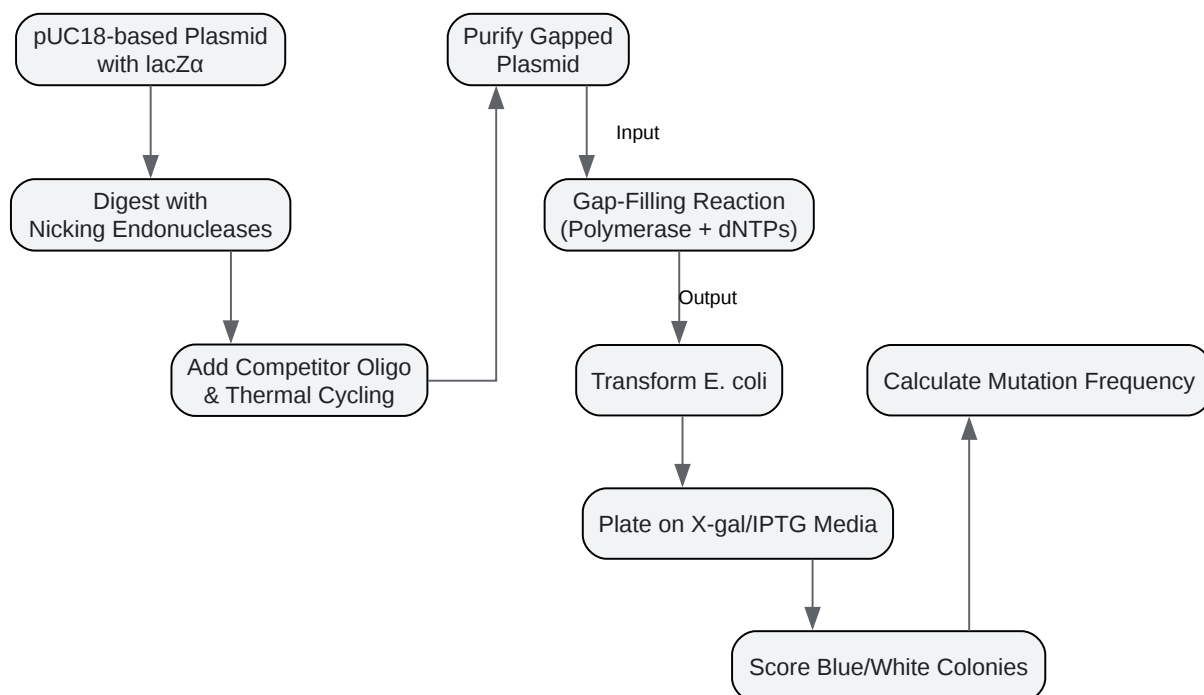 pUC18-based Plasmid
with lacZα
Digest with
Nicking Endonucleases
Add Competitor Oligo
& Thermal Cycling
Purify Gapped
Plasmid
Input
Gap-Filling Reaction
(Polymerase + dNTPs)
Output
Transform E. coli
Plate on X-gal/IPTG Media
Score Blue/White Colonies
Calculate Mutation Frequency